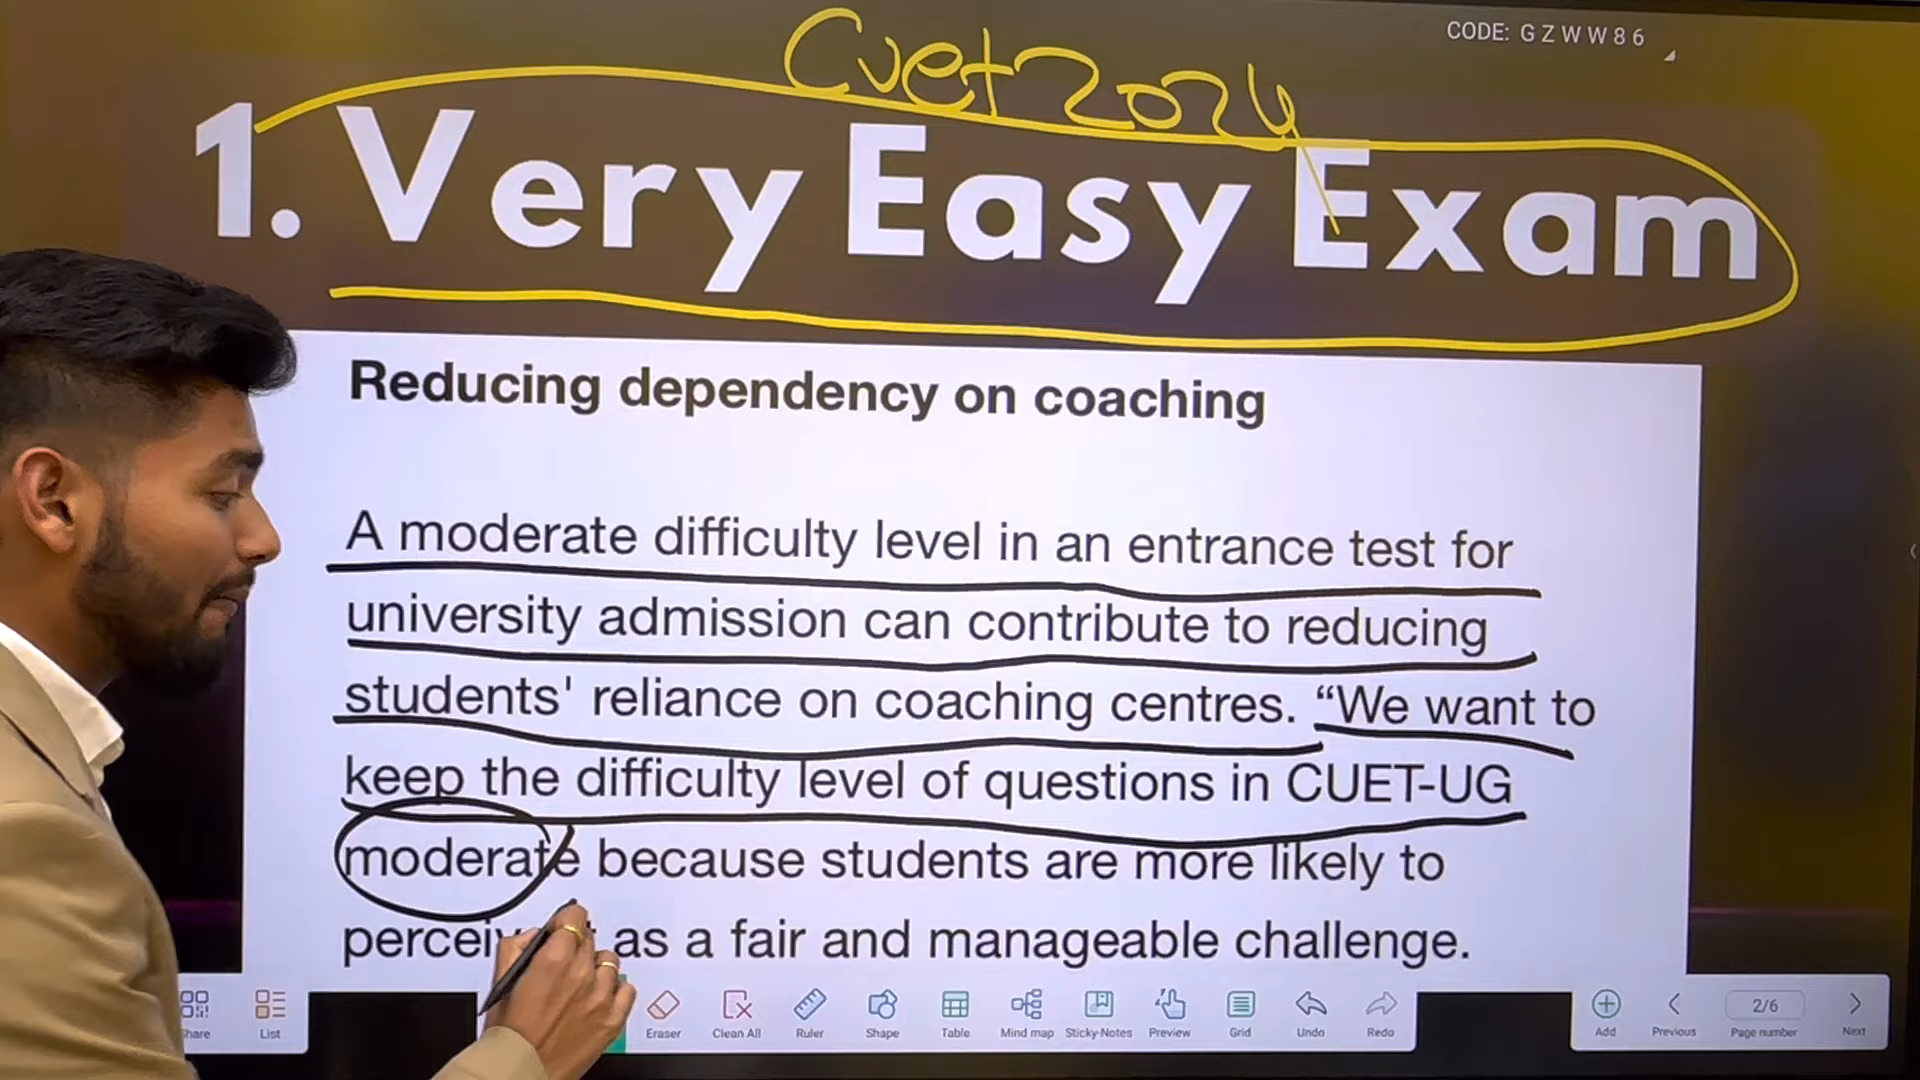 CODE: GZWW86
Cuet 2024
1. Very Easy Exam
Reducing dependency on coaching
A moderate difficulty level in an entrance test for
university admission can contribute to reducing
students' reliance on coaching centres. “We want to
keep the difficulty level of questions in CUET-UG
moderate because students are more likely to
as a fair and manageable challenge.
List Eraser Clean All Ruler Shape Table Mind map Sticky-Notes Preview Grid Undo Redo Add Previous 2/6 Page number Next